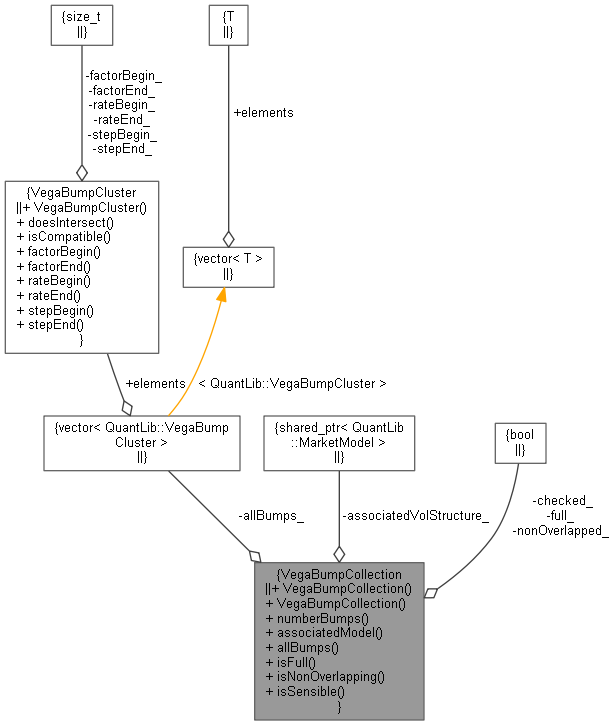 {size_t
||}
{T
||}
-factorBegin_
-factorEnd_
-rateBegin_
-rateEnd_
-stepBegin_
-stepEnd_
+elements
{VegaBumpCluster
||+ VegaBumpCluster()
+ doesIntersect()
+ isCompatible()
+ factorBegin()
+ factorEnd()
+ rateBegin()
+ rateEnd()
+ stepBegin()
+ stepEnd()
}
{vector< T >
||}
+elements
< QuantLib::VegaBumpCluster >
{vector< QuantLib::VegaBump
Cluster >
||}
{shared_ptr< QuantLib
::MarketModel >
||}
{bool
||}
-allBumps_
-associatedVolStructure_
-checked_
-full_
-nonOverlapped_
{VegaBumpCollection
||+ VegaBumpCollection()
+ VegaBumpCollection()
+ numberBumps()
+ associatedModel()
+ allBumps()
+ isFull()
+ isNonOverlapping()
+ isSensible()
}